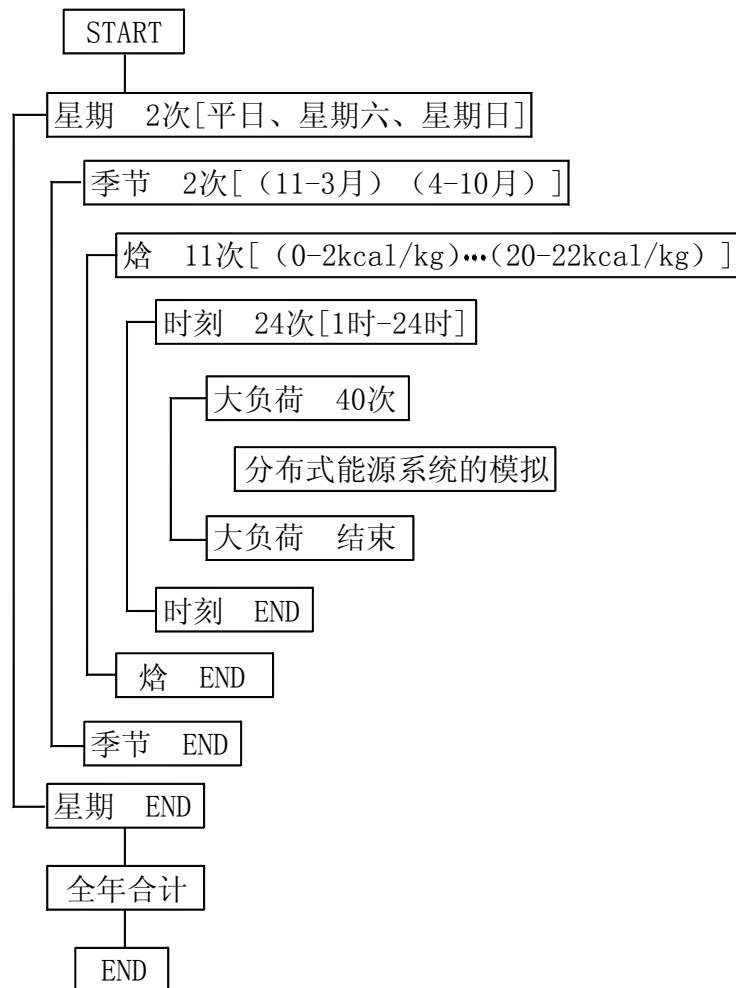 START
星期　2次[平日、星期六、星期日]
季节　2次[（11-3月）（4-10月）]
焓　11次[（0-2kcal/kg)…(20-22kcal/kg）]
时刻　24次[1时-24时]
大负荷　40次
分布式能源系统的模拟
大负荷　结束
时刻　END
焓　END
季节　END
星期　END
全年合计
END